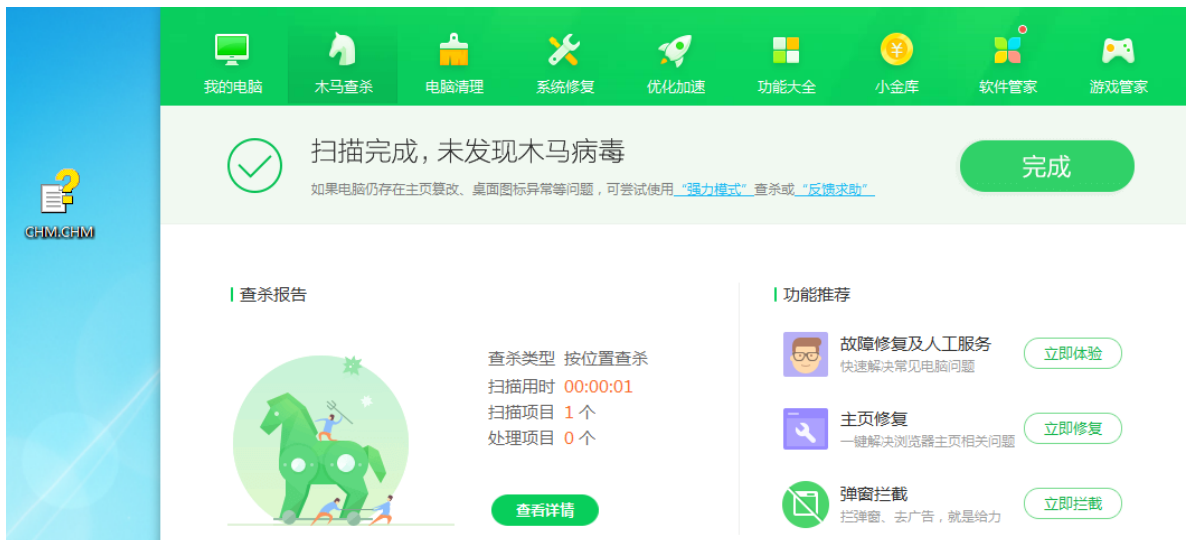 我的电脑
木马查杀
电脑清理
系统修复
优化加速
功能大全
小金库
软件管家
游戏管家
扫描完成，未发现木马病毒
如果电脑仍存在主页篡改、桌面图标异常等问题，可尝试使用“强力模式”查杀或“反馈求助”
完成
CHM.CHM
查杀报告
查杀类型 按位置查杀
扫描用时 00:00:01
扫描项目 1 个
处理项目 0 个
查看详情
功能推荐
故障修复及人工服务
快速解决常见电脑问题
立即体验
主页修复
一键解决浏览器主页相关问题
立即修复
弹窗拦截
拦弹窗、去广告，就是给力
立即拦截